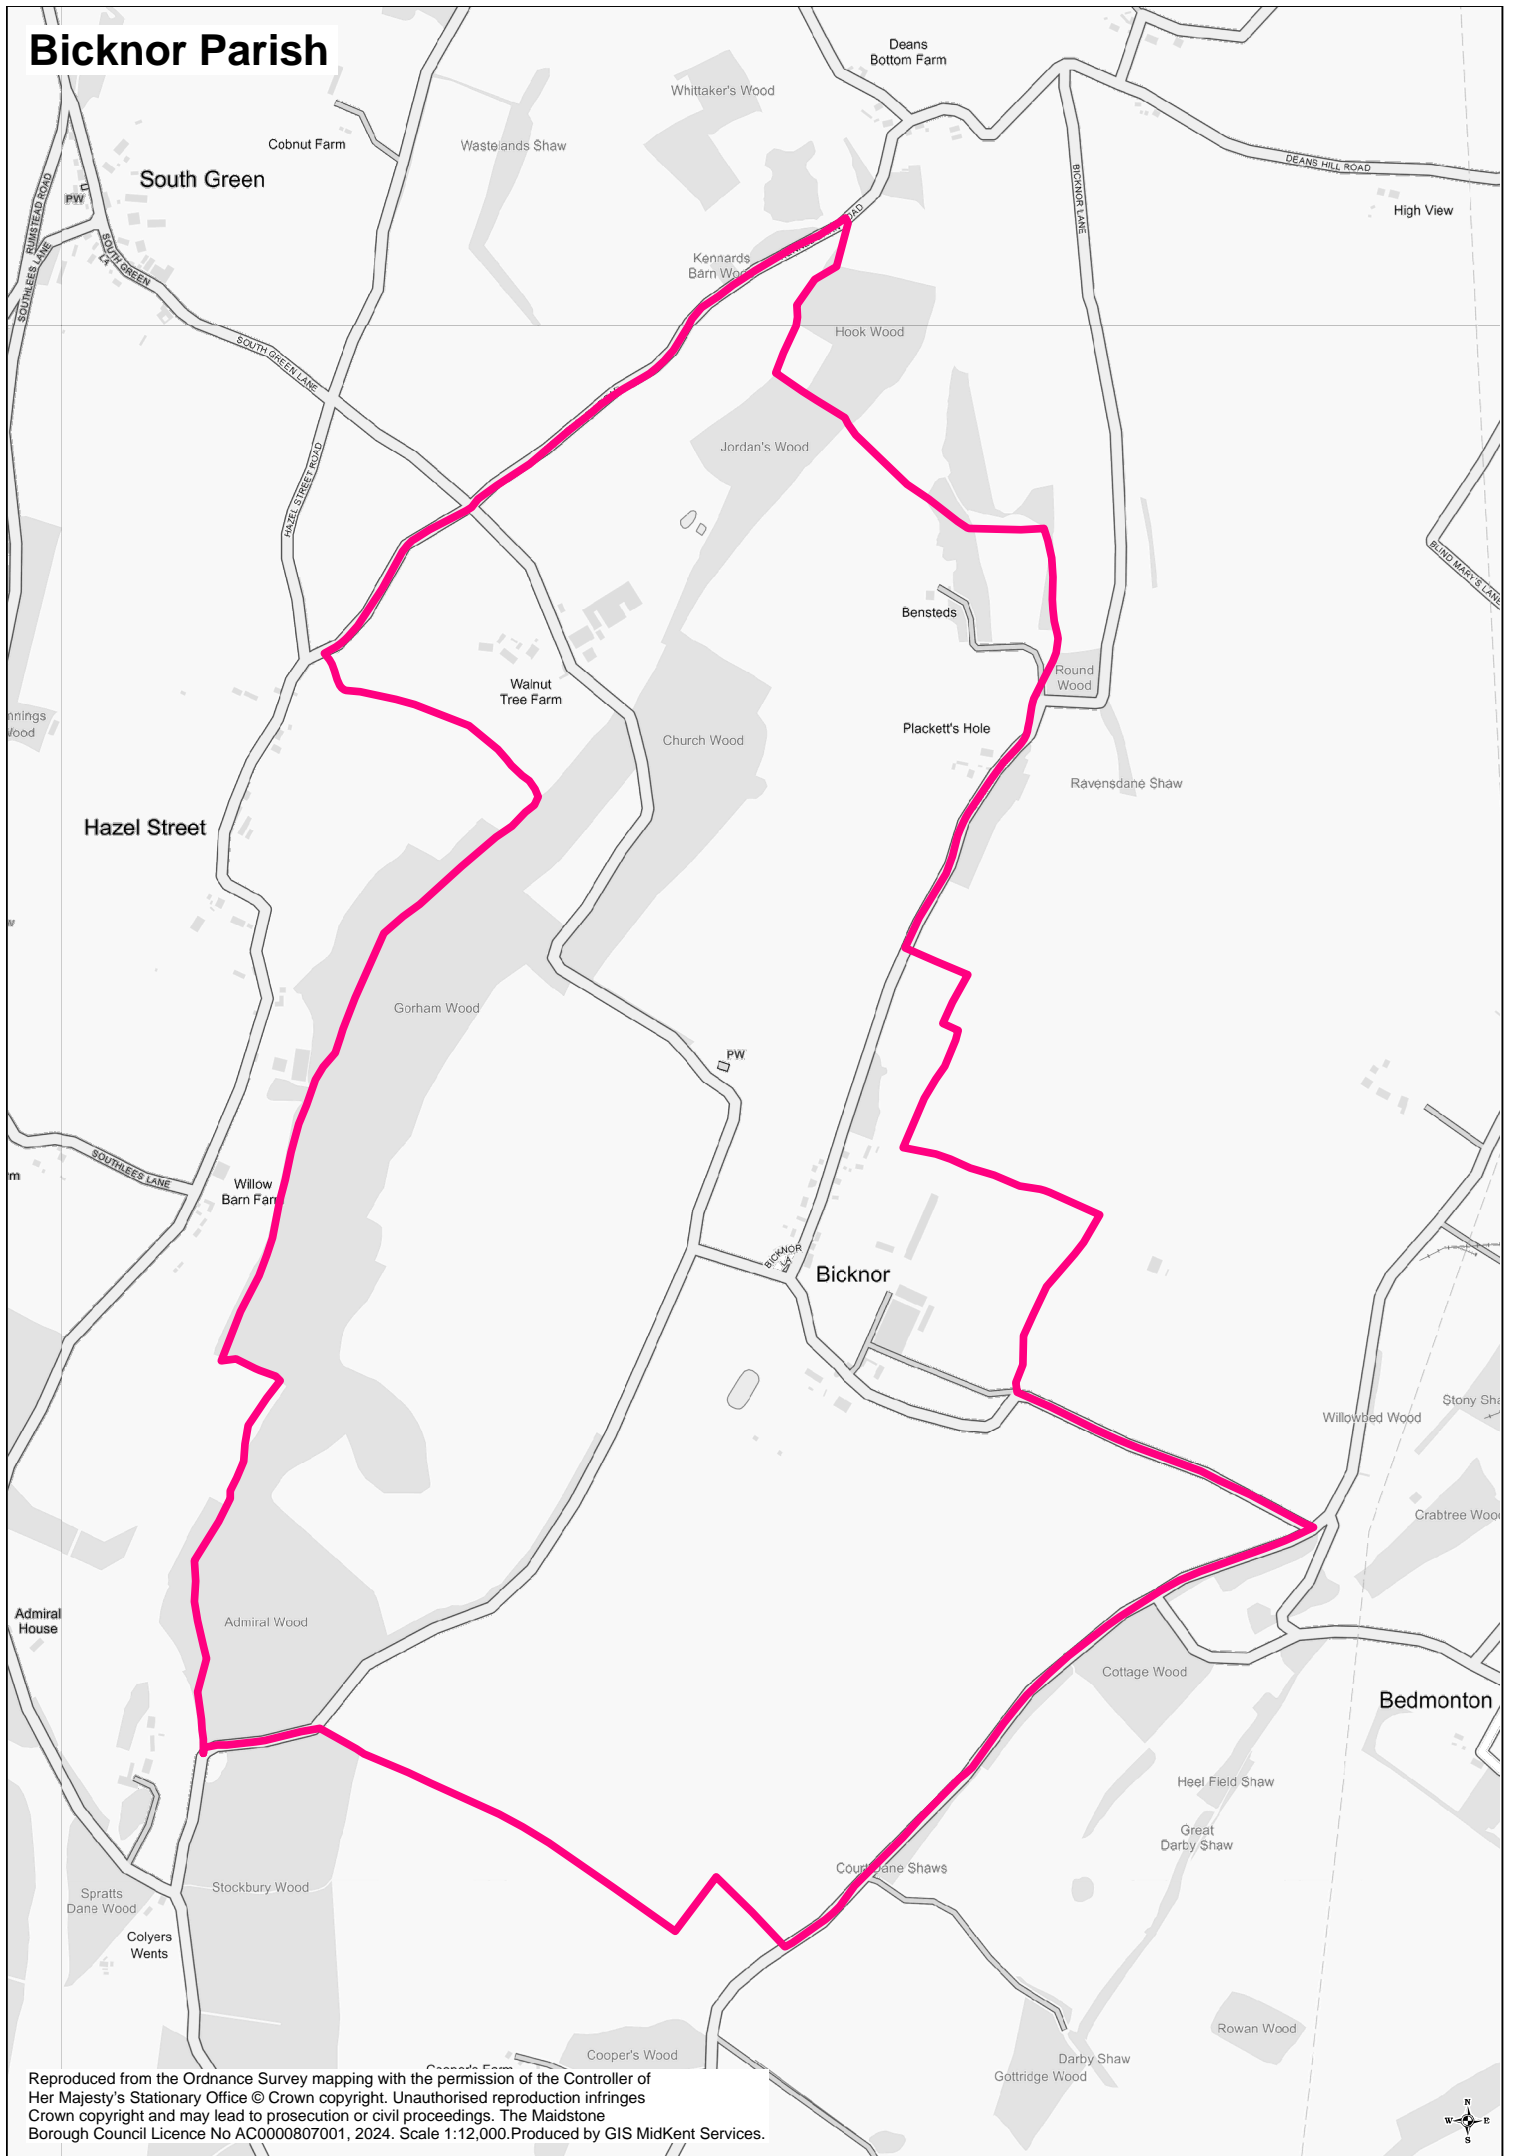 Bicknor Parish
Deans
Bottom Farm
Whittaker's Wood
Wastelands Shaw
Cobnut Farm
South Green
PW
RUMSTEAD ROAD
SOUTHLEES LANE
SOUTH GREEN
LA
DEANS HILL ROAD
BICKNOR LANE
High View
Kennards
Hook Wood
SOUTH GREEN LANE
HAZEL STREET ROAD
Jordan's Wood
BLIND MARY'S LANE
Bensteds
Round
Wood
Walnut
Tree Farm
Plackett's Hole
Church Wood
Ravensdane Shaw
Hazel Street
Gorham Wood
PW
SOUTHLEES LANE
Willow
Barn Farm
BICKNOR
LA
Bicknor
Willowbed Wood
Stony
Crabtree Wood
Admiral
House
Admiral Wood
Cottage Wood
Bedmonton
Heel Field Shaw
Great
Darby Shaw
Court Dane Shaws
Stockbury Wood
Spratts
Dane Wood
Colyers
Wents
Rowan Wood
Cooper's Wood
Darby Shaw
Gottridge Wood
Reproduced from the Ordnance Survey mapping with the permission of the Controller of
Her Majesty's Stationary Office © Crown copyright. Unauthorised reproduction infringes
Crown copyright and may lead to prosecution or civil proceedings. The Maidstone
Borough Council Licence No AC0000807001, 2024. Scale 1:12,000.Produced by GIS MidKent Services.
N
W E
S